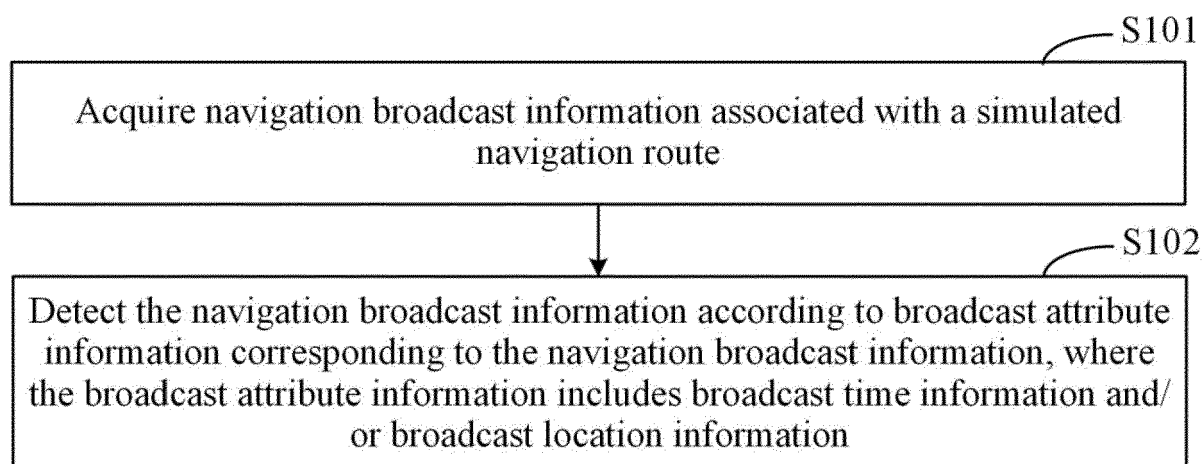 S101
Acquire navigation broadcast information associated with a simulated
navigation route
S102
Detect the navigation broadcast information according to broadcast attribute
information corresponding to the navigation broadcast information, where
the broadcast attribute information includes broadcast time information and/
or broadcast location information